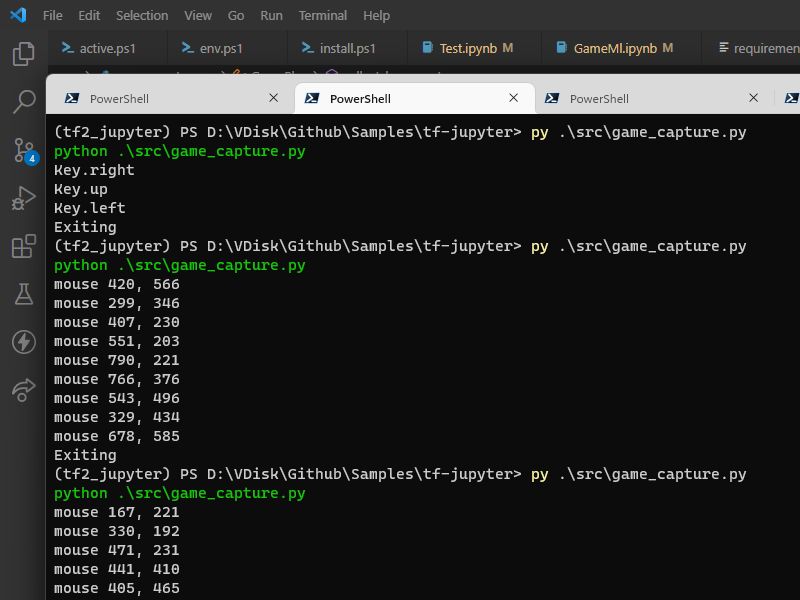 File Edit Selection View Go Run Terminal Help
active.ps1 env.ps1 install.ps1 Test.ipynb M GameMl.ipynb M requiremen
4
PowerShell PowerShell PowerShell
(tf2_jupyter) PS D:\VDisk\Github\Samples\tf-jupyter> py .\src\game_capture.py
python .\src\game_capture.py
Key.right
Key.up
Key.left
Exiting
(tf2_jupyter) PS D:\VDisk\Github\Samples\tf-jupyter> py .\src\game_capture.py
python .\src\game_capture.py
mouse 420, 566
mouse 299, 346
mouse 407, 230
mouse 551, 203
mouse 790, 221
mouse 766, 376
mouse 543, 496
mouse 329, 434
mouse 678, 585
Exiting
(tf2_jupyter) PS D:\VDisk\Github\Samples\tf-jupyter> py .\src\game_capture.py
python .\src\game_capture.py
mouse 167, 221
mouse 330, 192
mouse 471, 231
mouse 441, 410
mouse 405, 465